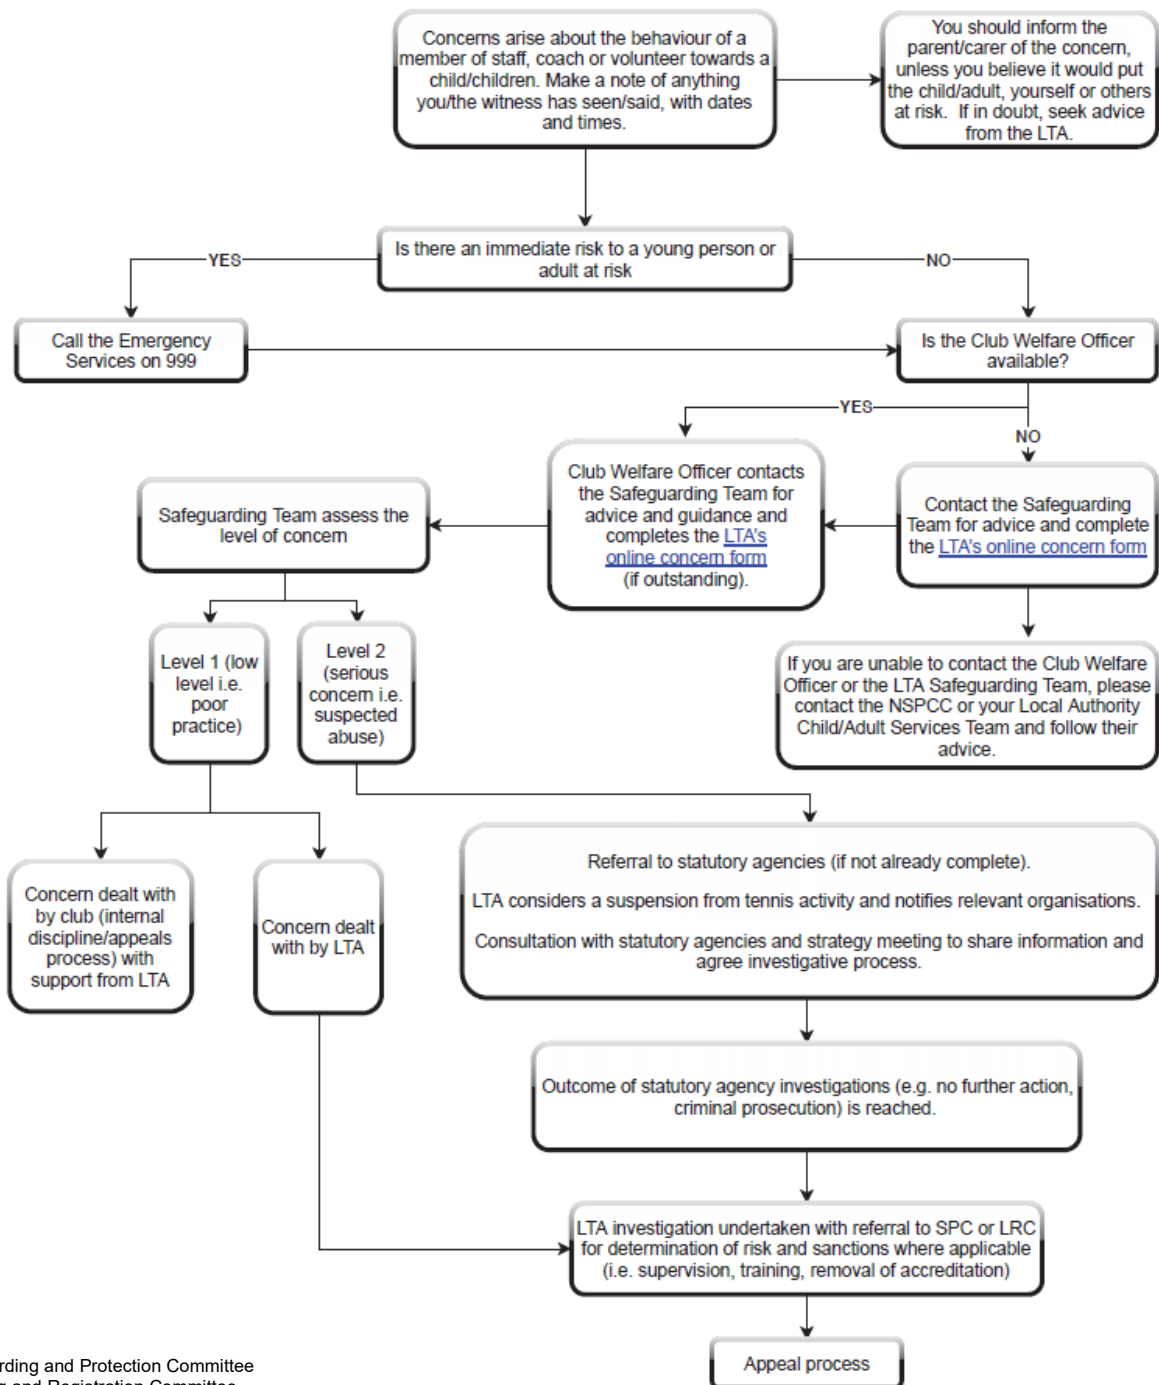 Concerns arise about the behaviour of a
member of staff, coach or volunteer towards a
child/children. Make a note of anything
you/the witness has seen/said, with dates
and times.
You should inform the
parent/carer of the concern,
unless you believe it would put
the child/adult, yourself or others
at risk. If in doubt, seek advice
from the LTA.
Is there an immediate risk to a young person or
adult at risk
YES
NO
Call the Emergency
Services on 999
Is the Club Welfare Officer
available?
YES
NO
Club Welfare Officer contacts
the Safeguarding Team for
advice and guidance and
completes the LTA's
online concern form
(if outstanding).
Contact the Safeguarding
Team for advice and complete
the LTA's online concern form
Safeguarding Team assess the
level of concern
Level 1 (low
level i.e.
poor
practice)
Level 2
(serious
concern i.e.
suspected
abuse)
If you are unable to contact the Club Welfare
Officer or the LTA Safeguarding Team, please
contact the NSPCC or your Local Authority
Child/Adult Services Team and follow their
advice.
Concern dealt with
by club (internal
discipline/appeals
process) with
support from LTA
Concern dealt
with by LTA
Referral to statutory agencies (if not already complete).
LTA considers a suspension from tennis activity and notifies relevant organisations.
Consultation with statutory agencies and strategy meeting to share information and
agree investigative process.
Outcome of statutory agency investigations (e.g. no further action,
criminal prosecution) is reached.
LTA investigation undertaken with referral to SPC or LRC
for determination of risk and sanctions where applicable
(i.e. supervision, training, removal of accreditation)
Appeal process
rding and Protection Committee
and Registration Committee